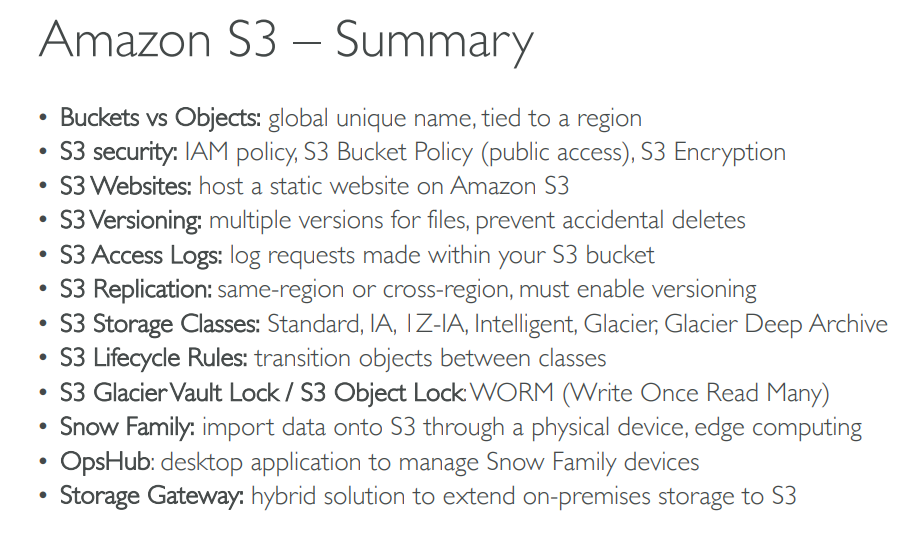 Amazon S3 – Summary
• Buckets vs Objects: global unique name, tied to a region
• S3 security: IAM policy, S3 Bucket Policy (public access), S3 Encryption
• S3 Websites: host a static website on Amazon S3
• S3 Versioning: multiple versions for files, prevent accidental deletes
• S3 Access Logs: log requests made within your S3 bucket
• S3 Replication: same-region or cross-region, must enable versioning
• S3 Storage Classes: Standard, IA, 1Z-IA, Intelligent, Glacier, Glacier Deep Archive
• S3 Lifecycle Rules: transition objects between classes
• S3 Glacier Vault Lock / S3 Object Lock: WORM (Write Once Read Many)
• Snow Family: import data onto S3 through a physical device, edge computing
• OpsHub: desktop application to manage Snow Family devices
• Storage Gateway: hybrid solution to extend on-premises storage to S3